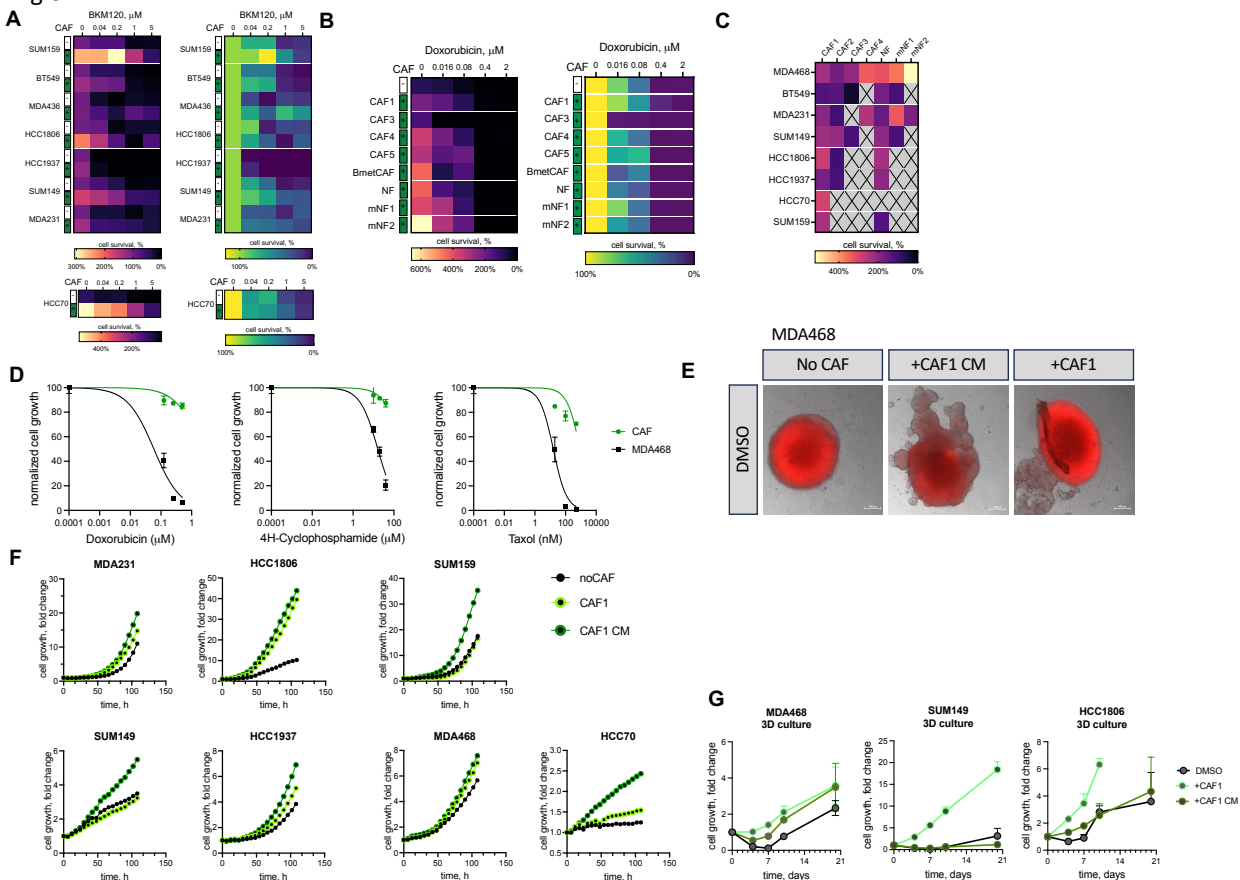 A
BKM120, μM
CAF 0 0.04 0.2 1 5
SUM159
BT549
MDA436
HCC1806
HCC1937
SUM149
MDA231
cell survival, %
300% 200% 100%
CAF 0 0.04 0.2 1 5
HCC70
cell survival, %
400% 200%
BKM120, μM
0 0.04 0.2 1 5
SUM159
BT549
MDA436
HCC1806
HCC1937
SUM149
MDA231
cell survival, %
100% 0%
CAF 0 0.04 0.2 1 5
HCC70
cell survival, %
100% 0%
B
Doxorubicin, μM
CAF 0 0.016 0.08 0.4 2
-
CAF1 +
CAF3 +
CAF4 +
CAF5 +
BmetCAF +
NF +
mNF1 +
mNF2 +
cell survival, %
600% 400% 200% 0%
Doxorubicin, μM
CAF 0 0.016 0.08 0.4 2
-
CAF1 +
CAF3 +
CAF4 +
CAF5 +
BmetCAF +
NF +
mNF1 +
mNF2 +
cell survival, %
100% 0%
C
CAF1 CAF2 CAF3 CAF4 NF mNF1 mNF2
MDA468
BT549
MDA231
SUM149
HCC1806
HCC1937
HCC70
SUM159
cell survival, %
400% 200% 0%
D
normalized cell growth
100
80
60
40
20
0
0.0001 0.01 1 100
Doxorubicin (μM)
normalized cell growth
100
80
60
40
20
0
0.0001 0.01 1 100
4H-Cyclophosphamide (μM)
normalized cell growth
100
80
60
40
20
0
0.0001 0.01 1 100 10000
Taxol (nM)
CAF
MDA468
E
MDA468
No CAF
+CAF1 CM
+CAF1
DMSO
F
MDA231
cell growth, fold change
30
20
10
0
0 50 100 150
time, h
HCC1806
cell growth, fold change
50
40
30
20
10
0
0 50 100 150
time, h
SUM159
cell growth, fold change
40
30
20
10
0
0 50 100 150
time, h
noCAF
CAF1
CAF1 CM
SUM149
cell growth, fold change
6
4
2
0
0 50 100 150
time, h
HCC1937
cell growth, fold change
8
6
4
2
0
0 50 100 150
time, h
MDA468
cell growth, fold change
8
6
4
2
0
0 50 100 150
time, h
HCC70
cell growth, fold change
3.0
2.5
2.0
1.5
1.0
0.5
0 50 100 150
time, h
G
MDA468
3D culture
cell growth, fold change
6
4
2
0
0 7 14 21
time, days
SUM149
3D culture
cell growth, fold change
25
20
15
10
5
0
0 7 14 21
time, days
HCC1806
3D culture
cell growth, fold change
8
6
4
2
0
0 7 14 21
time, days
DMSO
+CAF1
+CAF1 CM